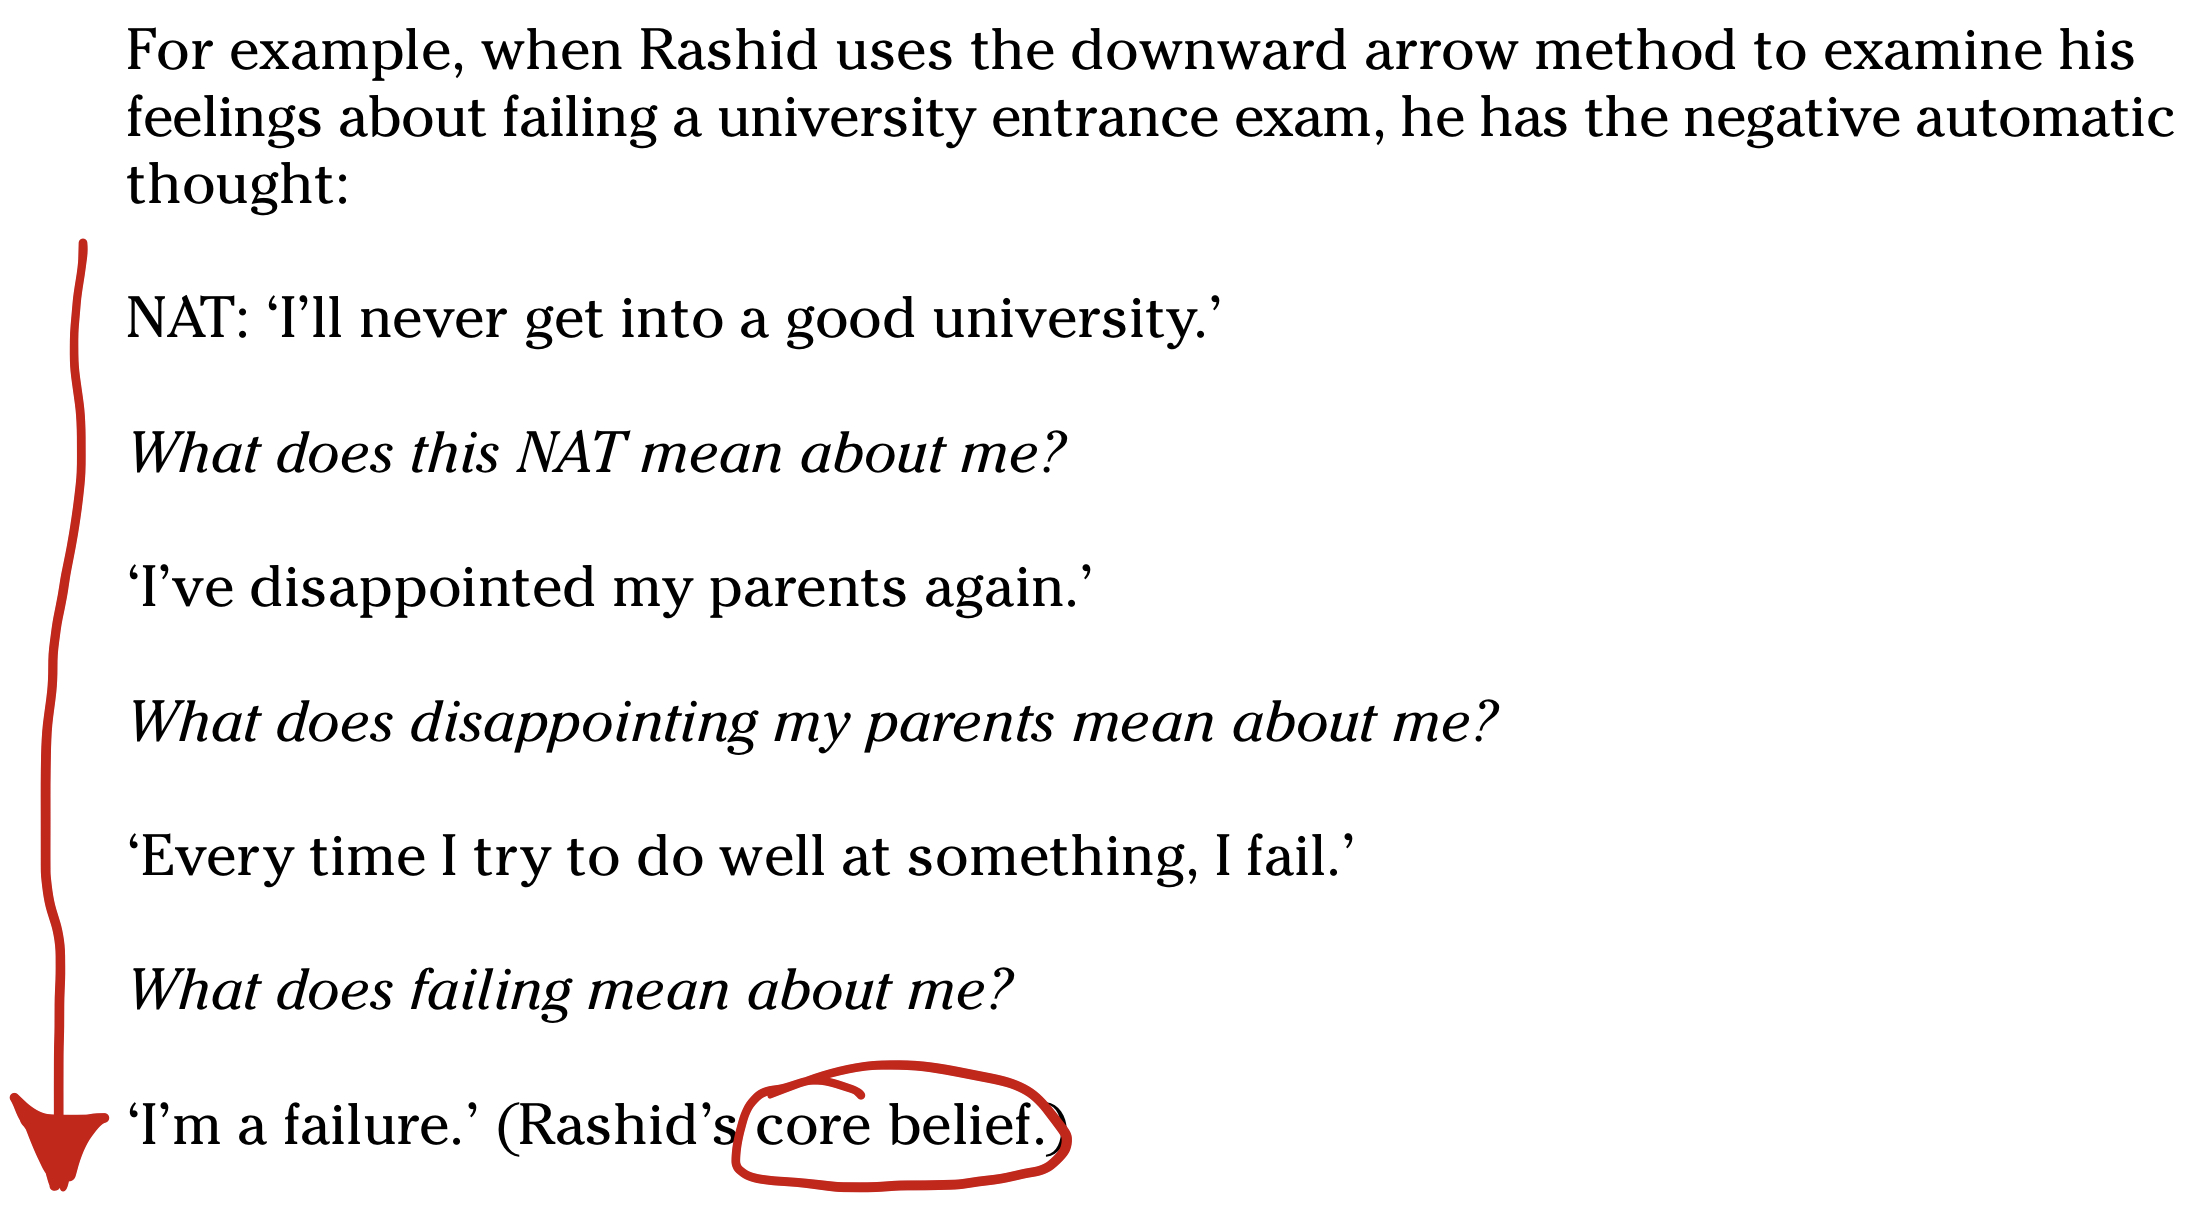 For example, when Rashid uses the downward arrow method to examine his
feelings about failing a university entrance exam, he has the negative automatic
thought:
NAT: ‘I’ll never get into a good university.’
What does this NAT mean about me?
‘I’ve disappointed my parents again.’
What does disappointing my parents mean about me?
‘Every time I try to do well at something, I fail.’
What does failing mean about me?
‘I’m a failure.’ (Rashid’s core belief.)